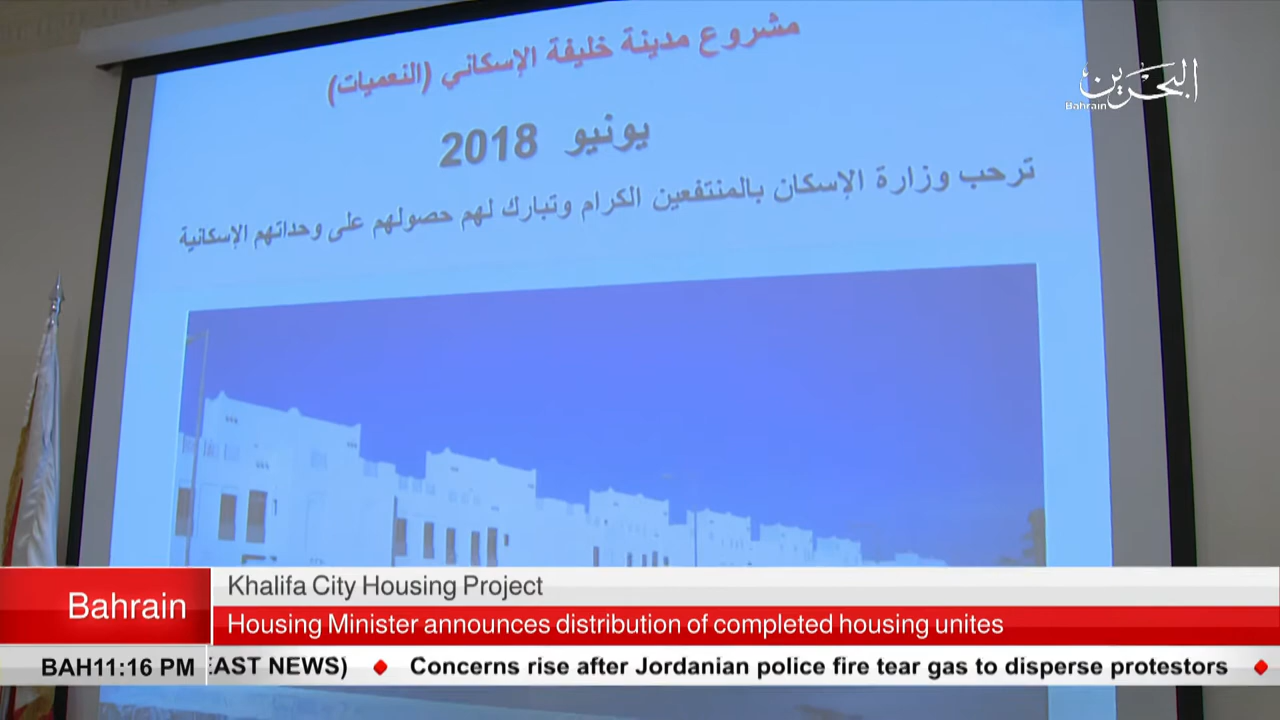 مشروع مدينة خليفة الإسكاني (النعميات)
البحرين
Bahrain
يونيو 2018
ترحب وزارة الإسكان بالمنتفعين الكرام وتبارك لهم حصولهم على وحداتهم الإسكانية
Khalifa City Housing Project
Bahrain
Housing Minister announces distribution of completed housing unites
BAH11:16 PM EAST NEWS) Concerns rise after Jordanian police fire tear gas to disperse protestors